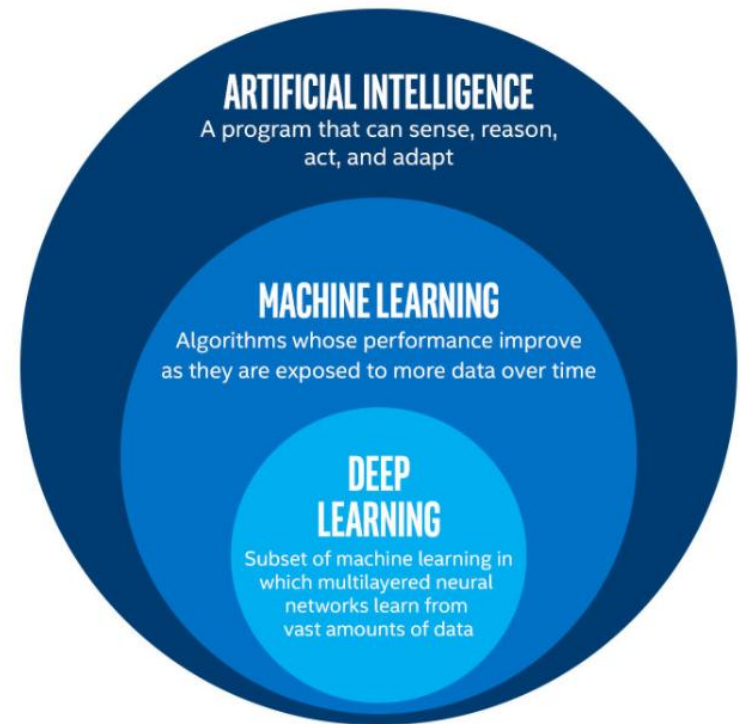 ARTIFICIAL INTELLIGENCE
A program that can sense, reason,
act, and adapt
MACHINE LEARNING
Algorithms whose performance improve
as they are exposed to more data over time
DEEP
LEARNING
Subset of machine learning in
which multilayered neural
networks learn from
vast amounts of data